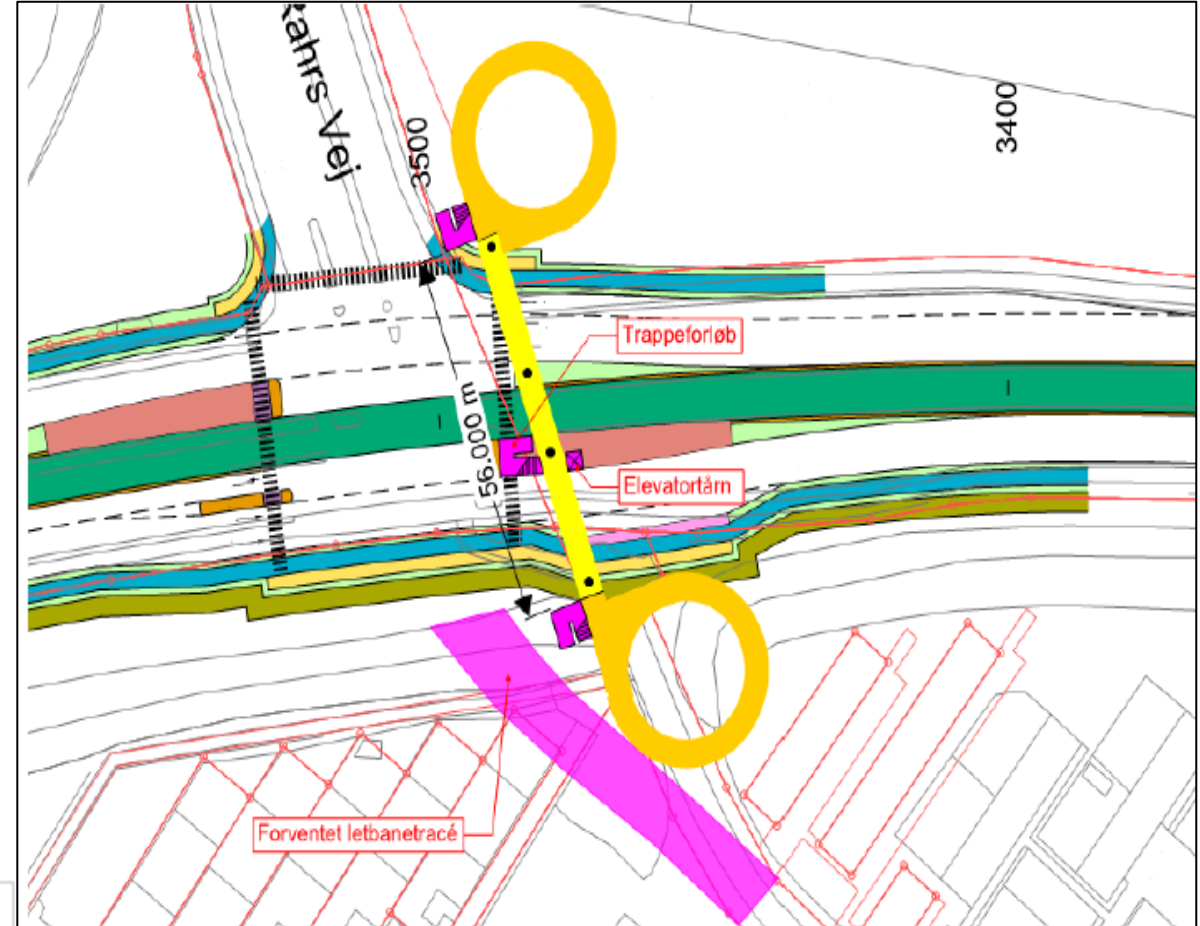 Rahrs Vej
3500
3400
Trappeforløb
56.000 m
Elevatortårn
Forventet letbanetracé